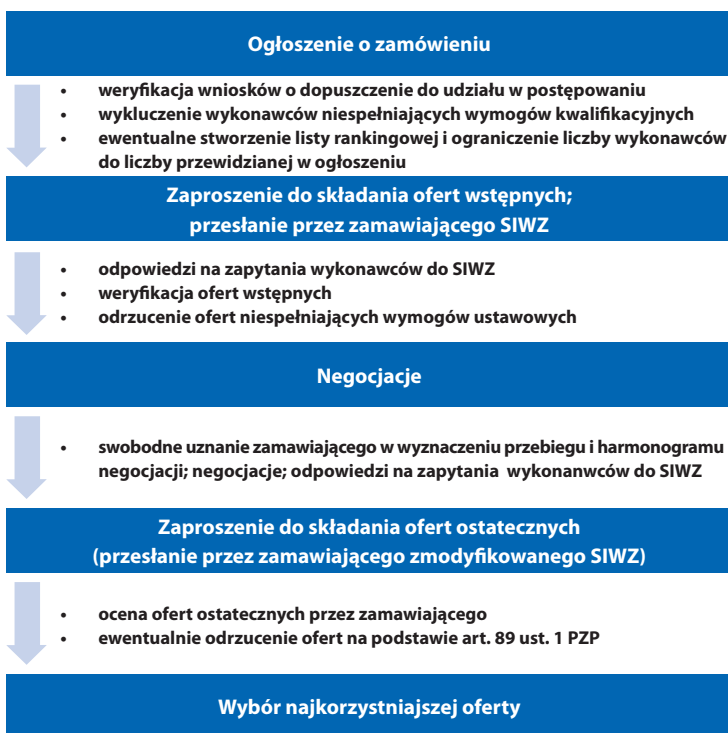 Ogłoszenie o zamówieniu
• weryfikacja wniosków o dopuszczenie do udziału w postępowaniu
• wykluczenie wykonawców niespełniających wymogów kwalifikacyjnych
• ewentualne stworzenie listy rankingowej i ograniczenie liczby wykonawców
do liczby przewidzianej w ogłoszeniu
Zaproszenie do składania ofert wstępnych;
przesłanie przez zamawiającego SIWZ
• odpowiedzi na zapytania wykonawców do SIWZ
• weryfikacja ofert wstępnych
• odrzucenie ofert niespełniających wymogów ustawowych
Negocjacje
• swobodne uznanie zamawiającego w wyznaczeniu przebiegu i harmonogramu
negocjacji; negocjacje; odpowiedzi na zapytania wykonanwców do SIWZ
Zaproszenie do składania ofert ostatecznych
(przesłanie przez zamawiającego zmodyfikowanego SIWZ)
• ocena ofert ostatecznych przez zamawiającego
• ewentualnie odrzucenie ofert na podstawie art. 89 ust. 1 PZP
Wybór najkorzystniajszej oferty